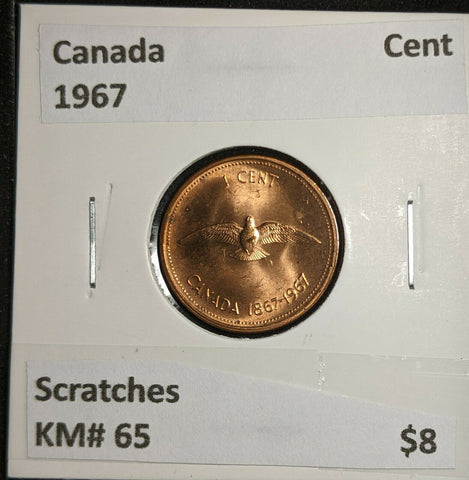 Canada Cent
1967
1 CENT
CANADA 1867-1967
Scratches
KM# 65 $8